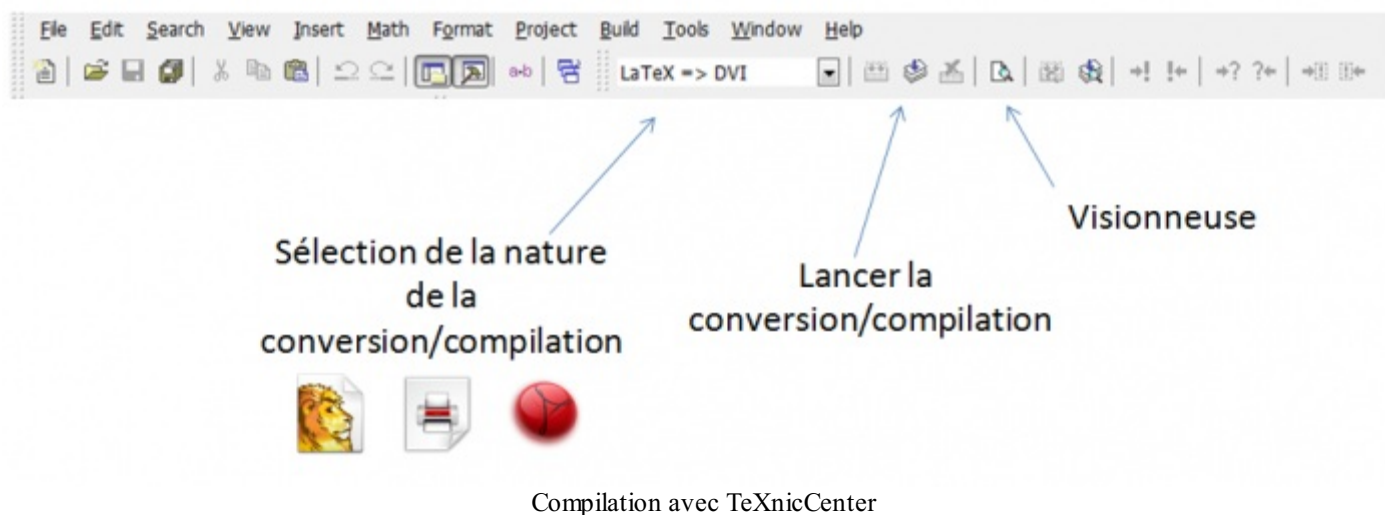 File Edit Search View Insert Math Format Project Build Tools Window Help
a-b LaTeX => DVI
Sélection de la nature
de la
conversion/compilation
Lancer la
conversion/compilation
Visionneuse
Compilation avec TeXnicCenter